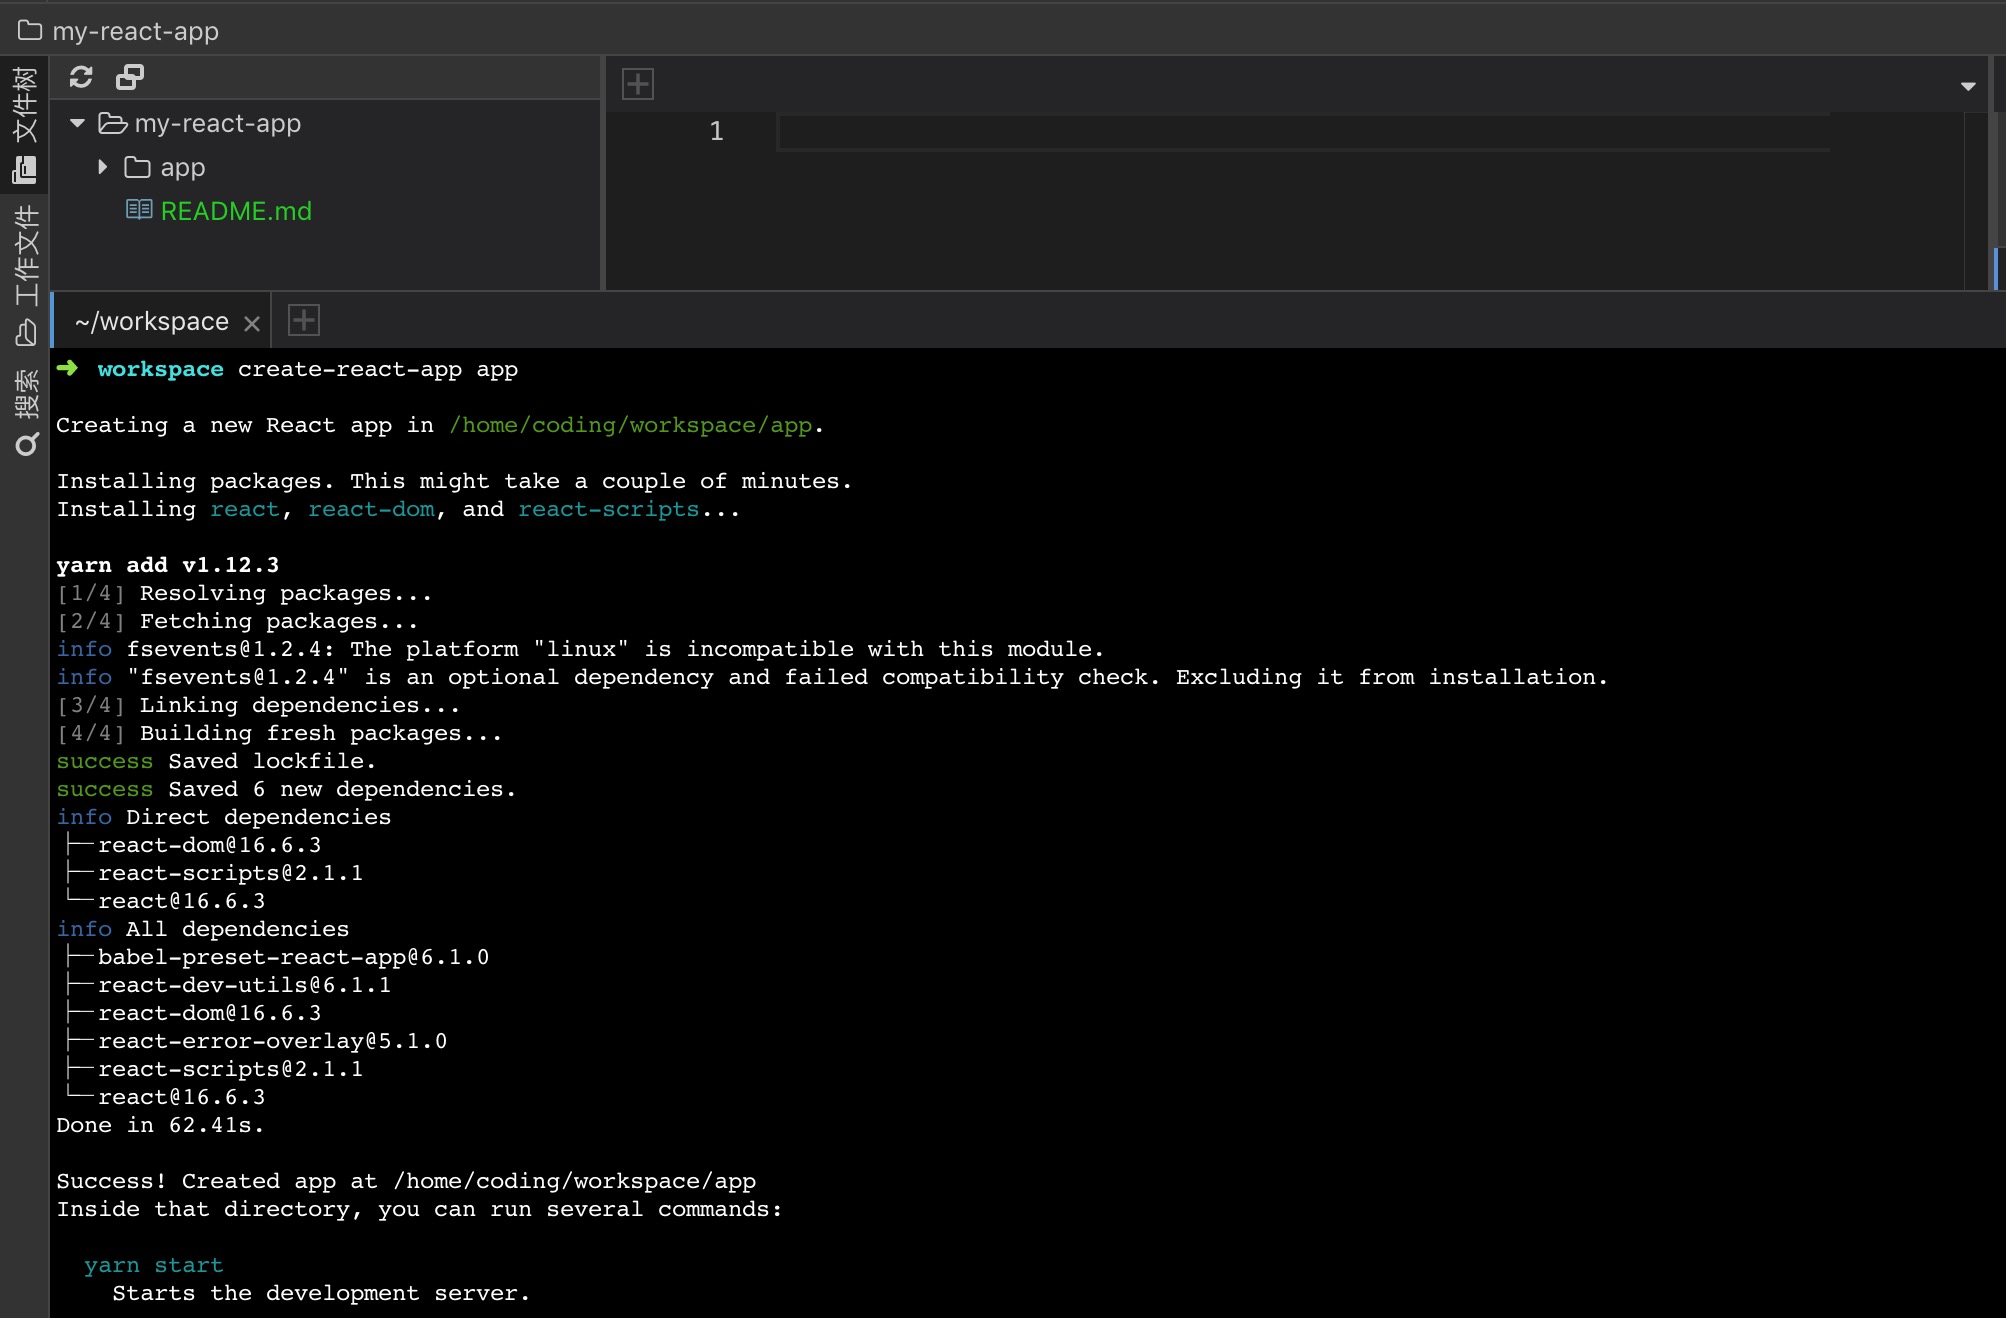 my-react-app
文件树
工作文件
搜索
my-react-app
app
README.md
1
~/workspace
➜ workspace create-react-app app
Creating a new React app in /home/coding/workspace/app.
Installing packages. This might take a couple of minutes.
Installing react, react-dom, and react-scripts...
yarn add v1.12.3
[1/4] Resolving packages...
[2/4] Fetching packages...
info fsevents@1.2.4: The platform "linux" is incompatible with this module.
info "fsevents@1.2.4" is an optional dependency and failed compatibility check. Excluding it from installation.
[3/4] Linking dependencies...
[4/4] Building fresh packages...
success Saved lockfile.
success Saved 6 new dependencies.
info Direct dependencies
├─ react-dom@16.6.3
├─ react-scripts@2.1.1
└─ react@16.6.3
info All dependencies
├─ babel-preset-react-app@6.1.0
├─ react-dev-utils@6.1.1
├─ react-dom@16.6.3
├─ react-error-overlay@5.1.0
├─ react-scripts@2.1.1
└─ react@16.6.3
Done in 62.41s.
Success! Created app at /home/coding/workspace/app
Inside that directory, you can run several commands:
yarn start
Starts the development server.